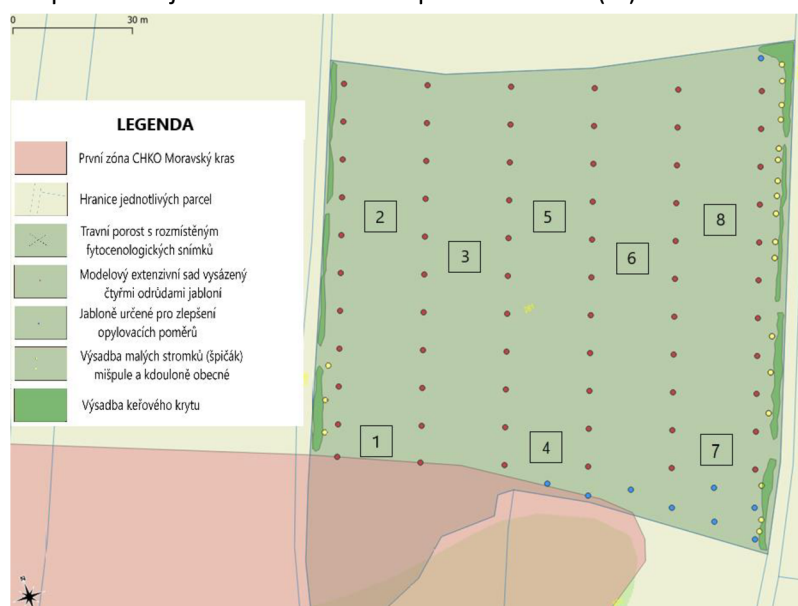 0 30 m
LEGENDA
První zóna CHKO Moravský kras
Hranice jednotlivých parcel
Travní porost s rozmístěným
fytocenologických snímků
Modelový extenzivní sad vysázený
čtyřmi odrůdami jabloní
Jabloně určené pro zlepšení
opylovacích poměrů
Výsadba malých stromků (špičák)
mišpule a kdouloně obecné
Výsadba keřového krytu
2
5
8
3
6
1
4
7
N